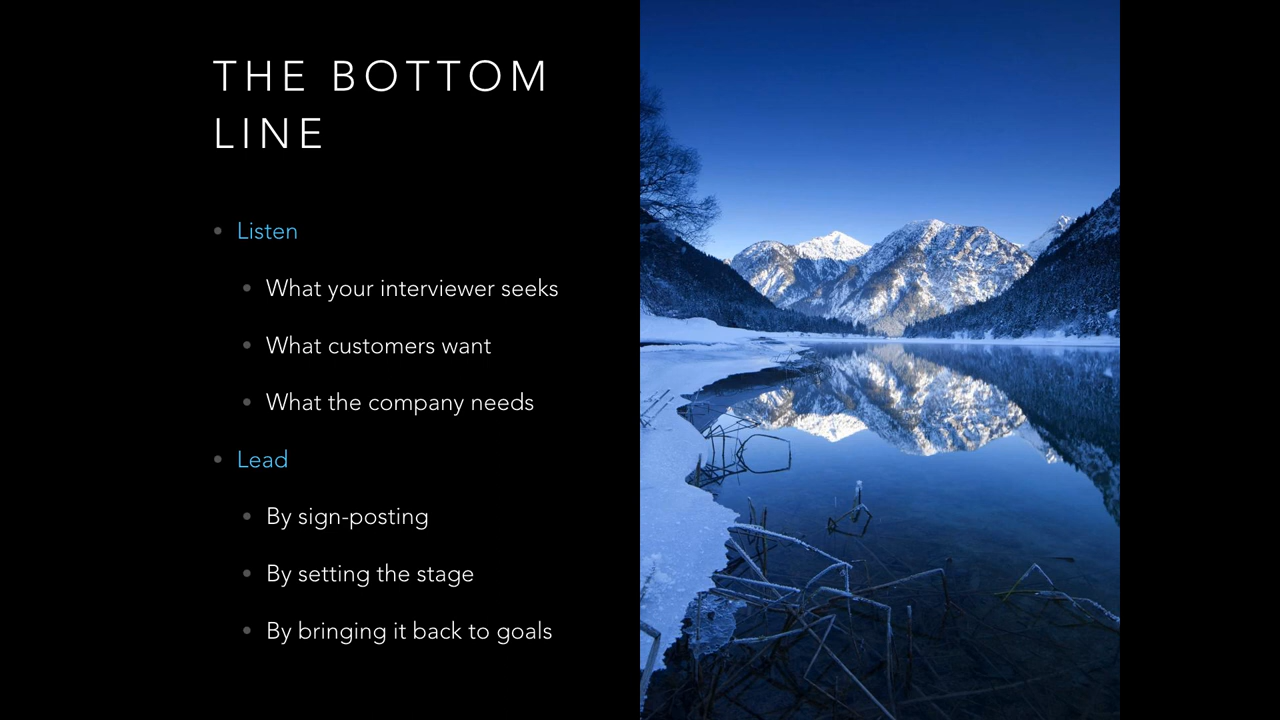 THE BOTTOM
LINE
• Listen
• What your interviewer seeks
• What customers want
• What the company needs
• Lead
• By sign-posting
• By setting the stage
• By bringing it back to goals